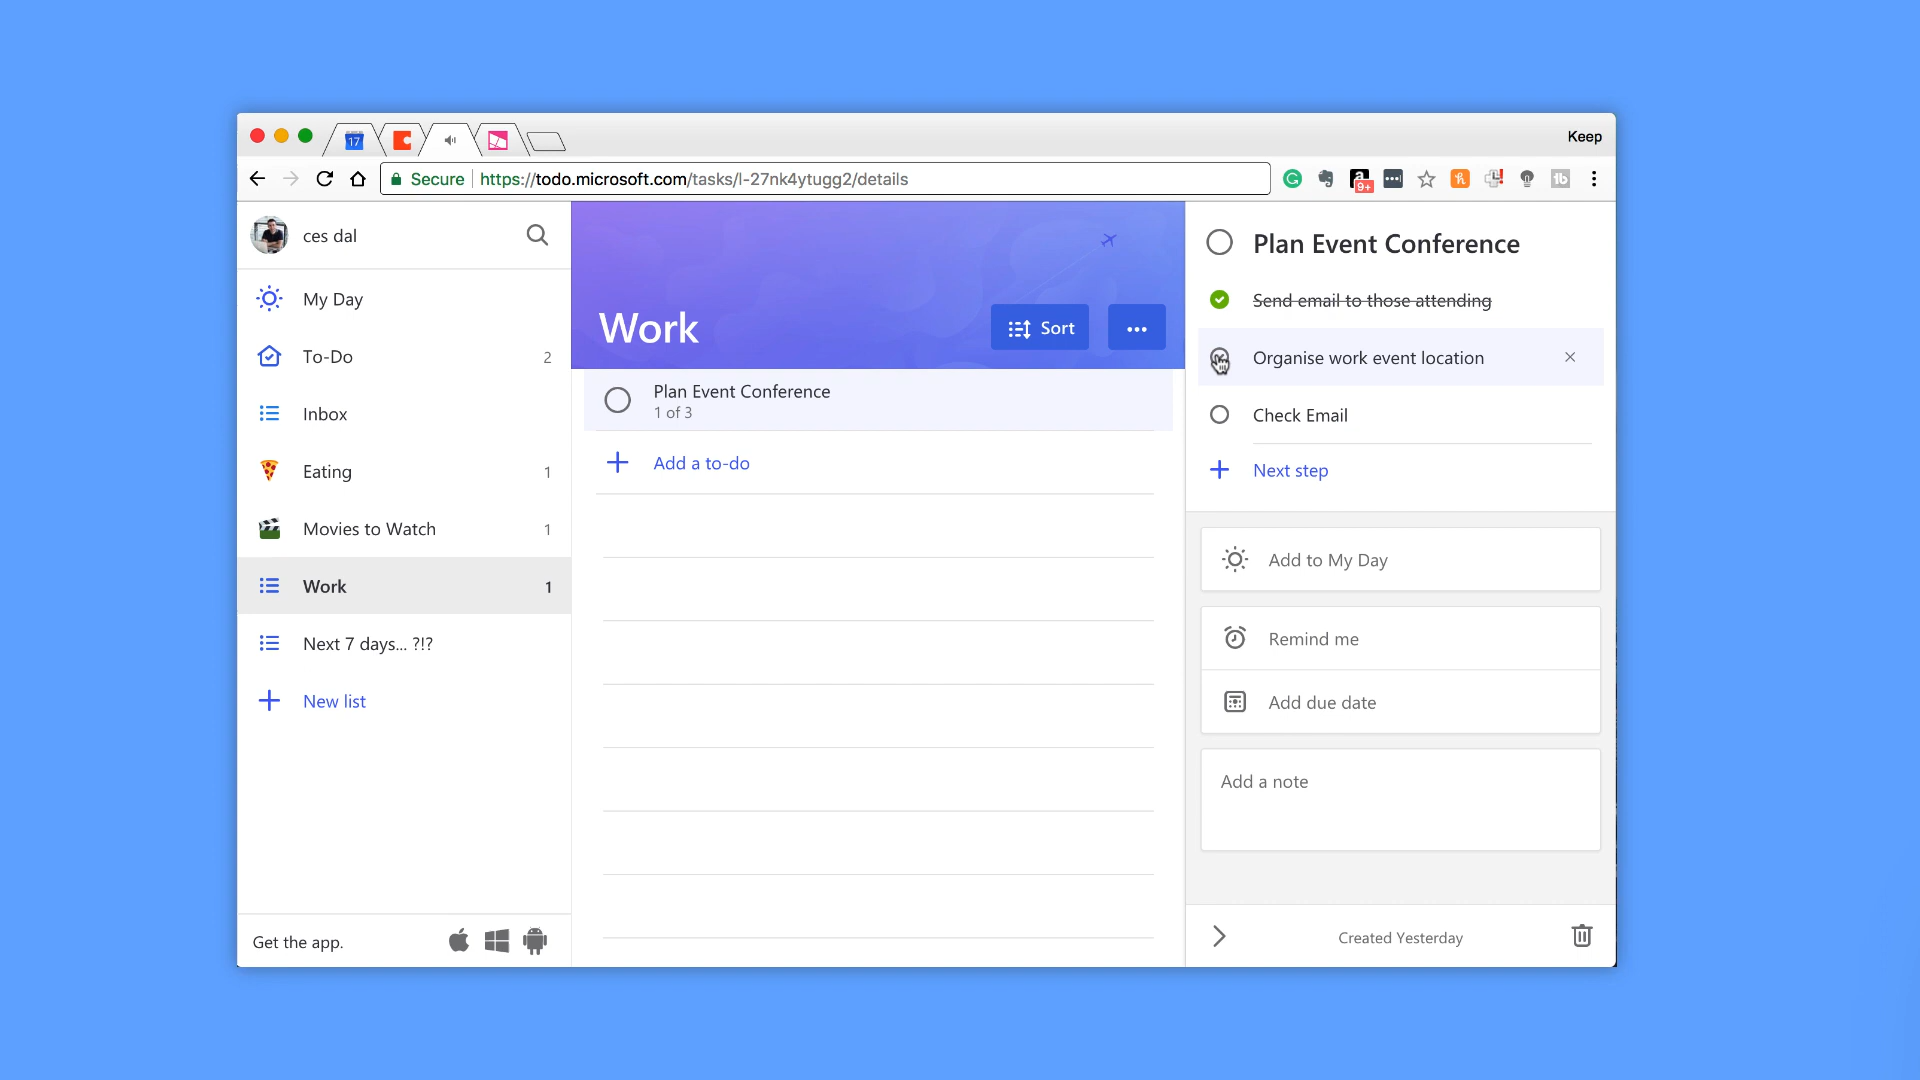 17
Keep
Secure
https://todo.microsoft.com/tasks/l-27nk4ytugg2/details
9+
ces dal
My Day
To-Do 2
Inbox
Eating 1
Movies to Watch 1
Work 1
Next 7 days... ?!?
New list
Get the app.
Work
Sort
Plan Event Conference
1 of 3
Add a to-do
Plan Event Conference
Send email to those attending
Organise work event location
Check Email
Next step
Add to My Day
Remind me
Add due date
Add a note
Created Yesterday